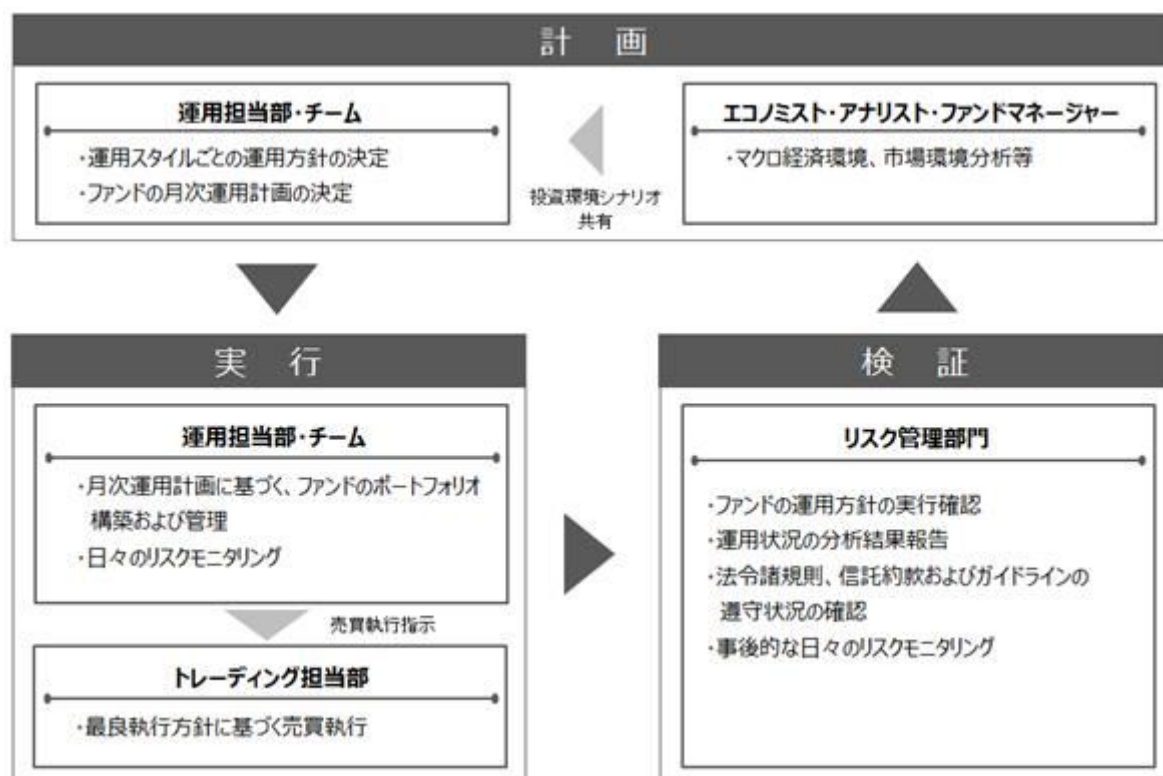 計 画
運用担当部・チーム
・運用スタイルごとの運用方針の決定
・ファンドの月次運用計画の決定
投資環境シナリオ
共有
エコノミスト・アナリスト・ファンドマネージャー
・マクロ経済環境、市場環境分析等
実 行
運用担当部・チーム
・月次運用計画に基づく、ファンドのポートフォリオ
構築および管理
・日々のリスクモニタリング
売買執行指示
トレーディング担当部
・最良執行方針に基づく売買執行
検 証
リスク管理部門
・ファンドの運用方針の実行確認
・運用状況の分析結果報告
・法令諸規則、信託約款およびガイドラインの
遵守状況の確認
・事後的な日々のリスクモニタリング